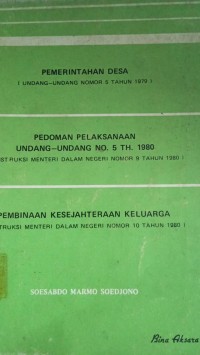 PEMERINTAHAN DESA
( UNDANG-UNDANG NOMOR 5 TAHUN 1979 )
PEDOMAN PELAKSANAAN
UNDANG-UNDANG NO. 5 TH. 1980
STRUKSI MENTERI DALAM NEGERI NOMOR 9 TAHUN 1980 )
PEMBINAAN KESEJAHTERAAN KELUARGA
TRUKSI MENTERI DALAM NEGERI NOMOR 10 TAHUN 1980 )
SOESABDO MARMO SOEDJONO
Bina Aksara